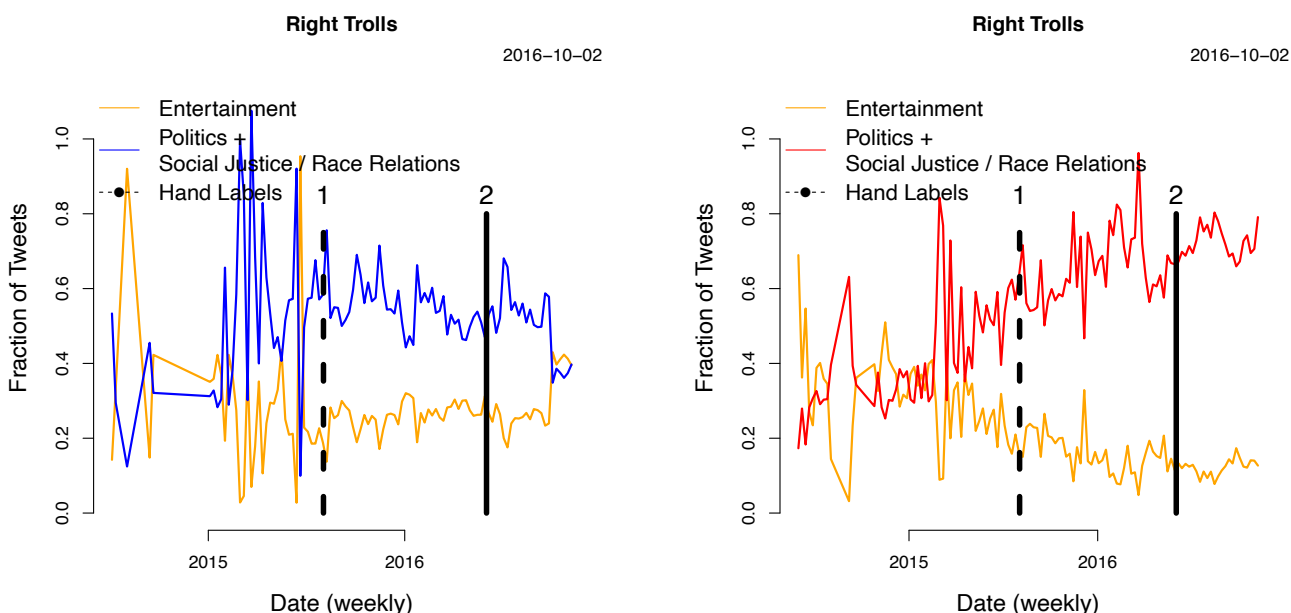 Right Trolls
2016−10−02
Entertainment
Politics +
Social Justice / Race Relations
Hand Labels
1
2
Fraction of Tweets
1.0
0.8
0.6
0.4
0.2
0.0
2015
2016
Date (weekly)
Right Trolls
2016−10−02
Entertainment
Politics +
Social Justice / Race Relations
Hand Labels
1
2
Fraction of Tweets
1.0
0.8
0.6
0.4
0.2
0.0
2015
2016
Date (weekly)